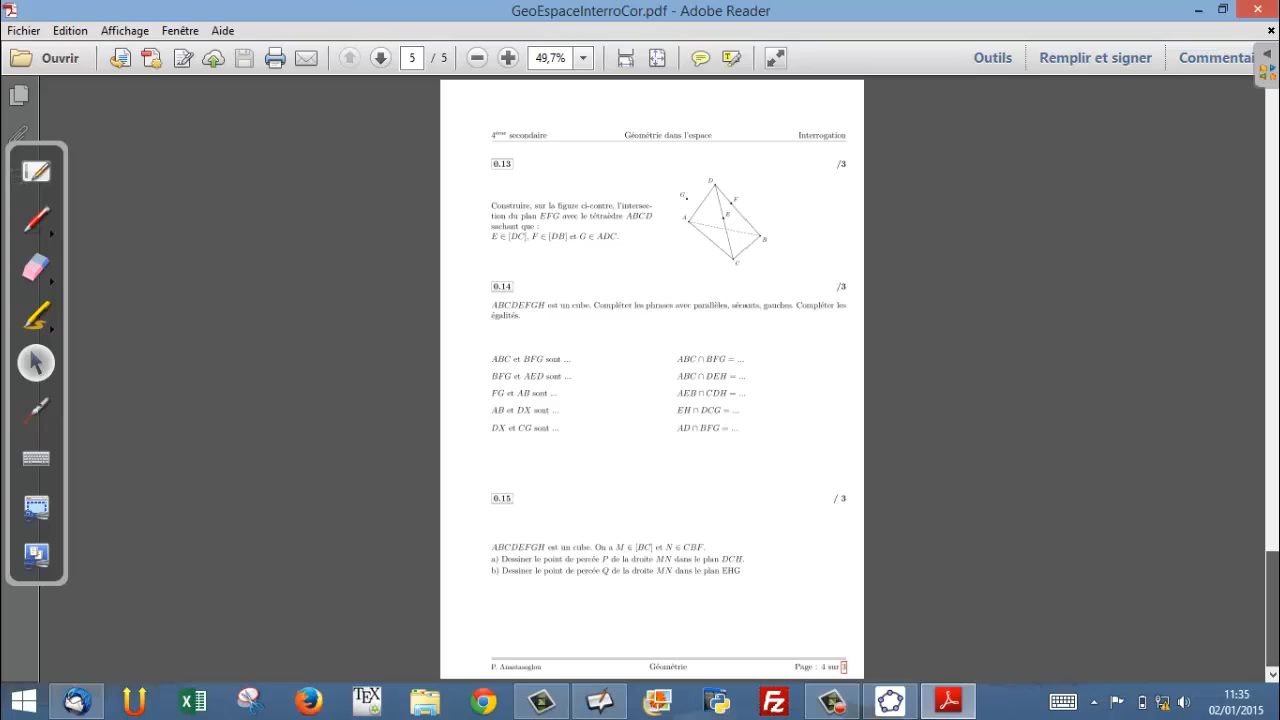 GeoEspaceInterroCor.pdf - Adobe Reader
Fichier Edition Affichage Fenêtre Aide
Ouvrir 5 / 5 49,7% Outils Remplir et signer Commentai
4ième secondaire Géométrie dans l'espace Interrogation
0.13 /3
Construire, sur la figure ci-contre, l'intersec-
tion du plan EFG avec le tétraèdre ABCD
sachant que :
E ∈ [DC], F ∈ [DB] et G ∈ ADC.
D
G
F
A
E
B
C
0.14 /3
ABCDEFGH est un cube. Compléter les phrases avec parallèles, sécants, gauches. Compléter les
égalités.
ABC et BFG sont ... ABC ∩ BFG = ...
BFG et AED sont ... ABC ∩ DEH = ...
FG et AB sont ... AEB ∩ CDH = ...
AB et DX sont ... EH ∩ DCG = ...
DX et CG sont ... AD ∩ BFG = ...
0.15 / 3
ABCDEFGH est un cube. On a M ∈ [BC] et N ∈ CBF.
a) Dessiner le point de percée P de la droite MN dans le plan DCH.
b) Dessiner le point de percée Q de la droite MN dans le plan EHG
P. Anastassglou Géométrie Page : 4 sur 3
TEX
11:35
02/01/2015